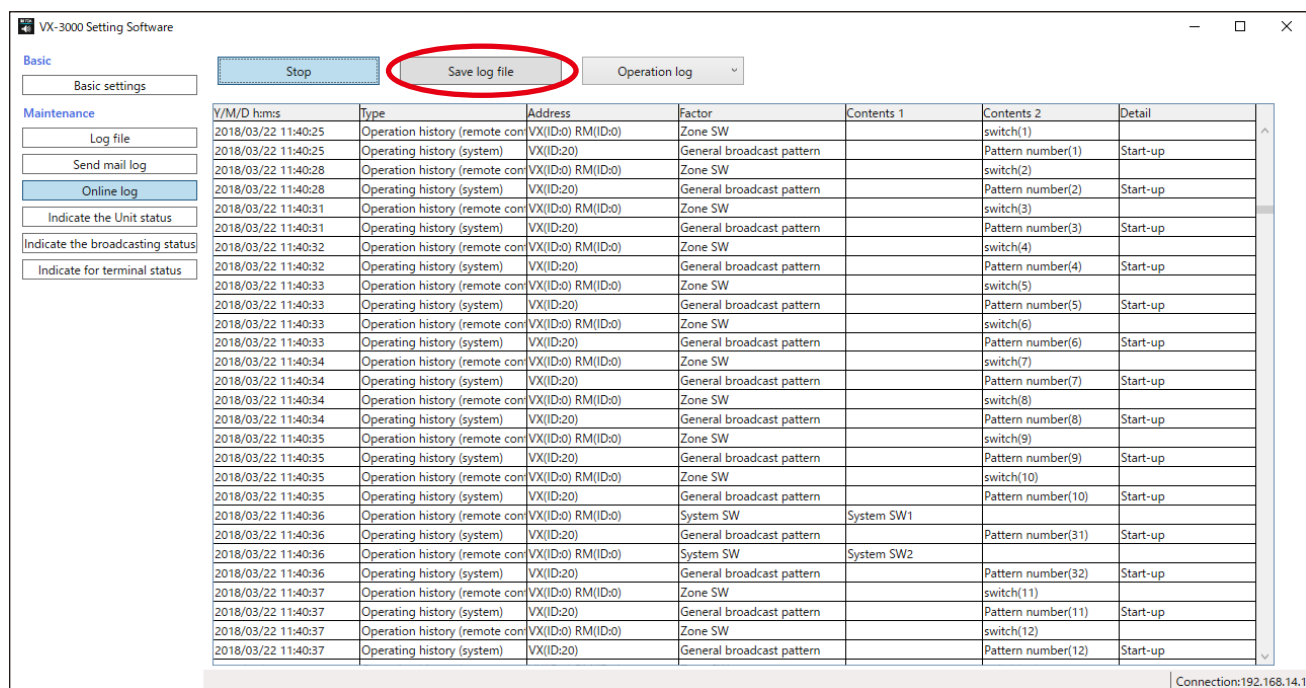 VX-3000 Setting Software
Basic
Basic settings
Maintenance
Log file
Send mail log
Online log
Indicate the Unit status
Indicate the broadcasting status
Indicate for terminal status
Stop Save log file Operation log
Y/M/D h:m:s Type Address Factor Contents 1 Contents 2 Detail
2018/03/22 11:40:25 Operation history (remote con VX(ID:0) RM(ID:0) Zone SW switch(1)
2018/03/22 11:40:25 Operating history (system) VX(ID:20) General broadcast pattern Pattern number(1) Start-up
2018/03/22 11:40:28 Operation history (remote con VX(ID:0) RM(ID:0) Zone SW switch(2)
2018/03/22 11:40:28 Operating history (system) VX(ID:20) General broadcast pattern Pattern number(2) Start-up
2018/03/22 11:40:31 Operation history (remote con VX(ID:0) RM(ID:0) Zone SW switch(3)
2018/03/22 11:40:31 Operating history (system) VX(ID:20) General broadcast pattern Pattern number(3) Start-up
2018/03/22 11:40:32 Operation history (remote con VX(ID:0) RM(ID:0) Zone SW switch(4)
2018/03/22 11:40:32 Operating history (system) VX(ID:20) General broadcast pattern Pattern number(4) Start-up
2018/03/22 11:40:33 Operation history (remote con VX(ID:0) RM(ID:0) Zone SW switch(5)
2018/03/22 11:40:33 Operating history (system) VX(ID:20) General broadcast pattern Pattern number(5) Start-up
2018/03/22 11:40:33 Operation history (remote con VX(ID:0) RM(ID:0) Zone SW switch(6)
2018/03/22 11:40:33 Operating history (system) VX(ID:20) General broadcast pattern Pattern number(6) Start-up
2018/03/22 11:40:34 Operation history (remote con VX(ID:0) RM(ID:0) Zone SW switch(7)
2018/03/22 11:40:34 Operating history (system) VX(ID:20) General broadcast pattern Pattern number(7) Start-up
2018/03/22 11:40:34 Operation history (remote con VX(ID:0) RM(ID:0) Zone SW switch(8)
2018/03/22 11:40:34 Operating history (system) VX(ID:20) General broadcast pattern Pattern number(8) Start-up
2018/03/22 11:40:35 Operation history (remote con VX(ID:0) RM(ID:0) Zone SW switch(9)
2018/03/22 11:40:35 Operating history (system) VX(ID:20) General broadcast pattern Pattern number(9) Start-up
2018/03/22 11:40:35 Operation history (remote con VX(ID:0) RM(ID:0) Zone SW switch(10)
2018/03/22 11:40:35 Operating history (system) VX(ID:20) General broadcast pattern Pattern number(10) Start-up
2018/03/22 11:40:36 Operation history (remote con VX(ID:0) RM(ID:0) System SW System SW1
2018/03/22 11:40:36 Operating history (system) VX(ID:20) General broadcast pattern Pattern number(31) Start-up
2018/03/22 11:40:36 Operation history (remote con VX(ID:0) RM(ID:0) System SW System SW2
2018/03/22 11:40:36 Operating history (system) VX(ID:20) General broadcast pattern Pattern number(32) Start-up
2018/03/22 11:40:37 Operation history (remote con VX(ID:0) RM(ID:0) Zone SW switch(11)
2018/03/22 11:40:37 Operating history (system) VX(ID:20) General broadcast pattern Pattern number(11) Start-up
2018/03/22 11:40:37 Operation history (remote con VX(ID:0) RM(ID:0) Zone SW switch(12)
2018/03/22 11:40:37 Operating history (system) VX(ID:20) General broadcast pattern Pattern number(12) Start-up
Connection:192.168.14.1